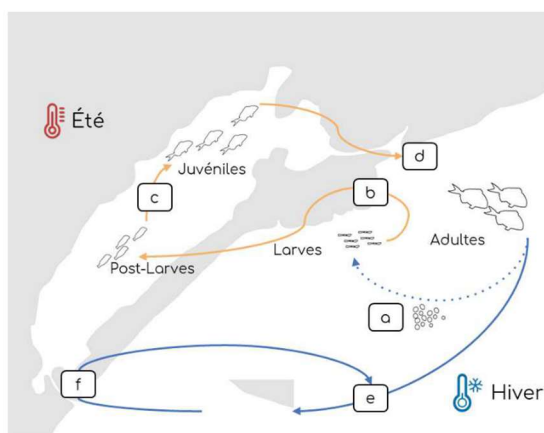 Été
d
Juvéniles
c
b
Larves
Adultes
Post-Larves
a
f
e
Hiver